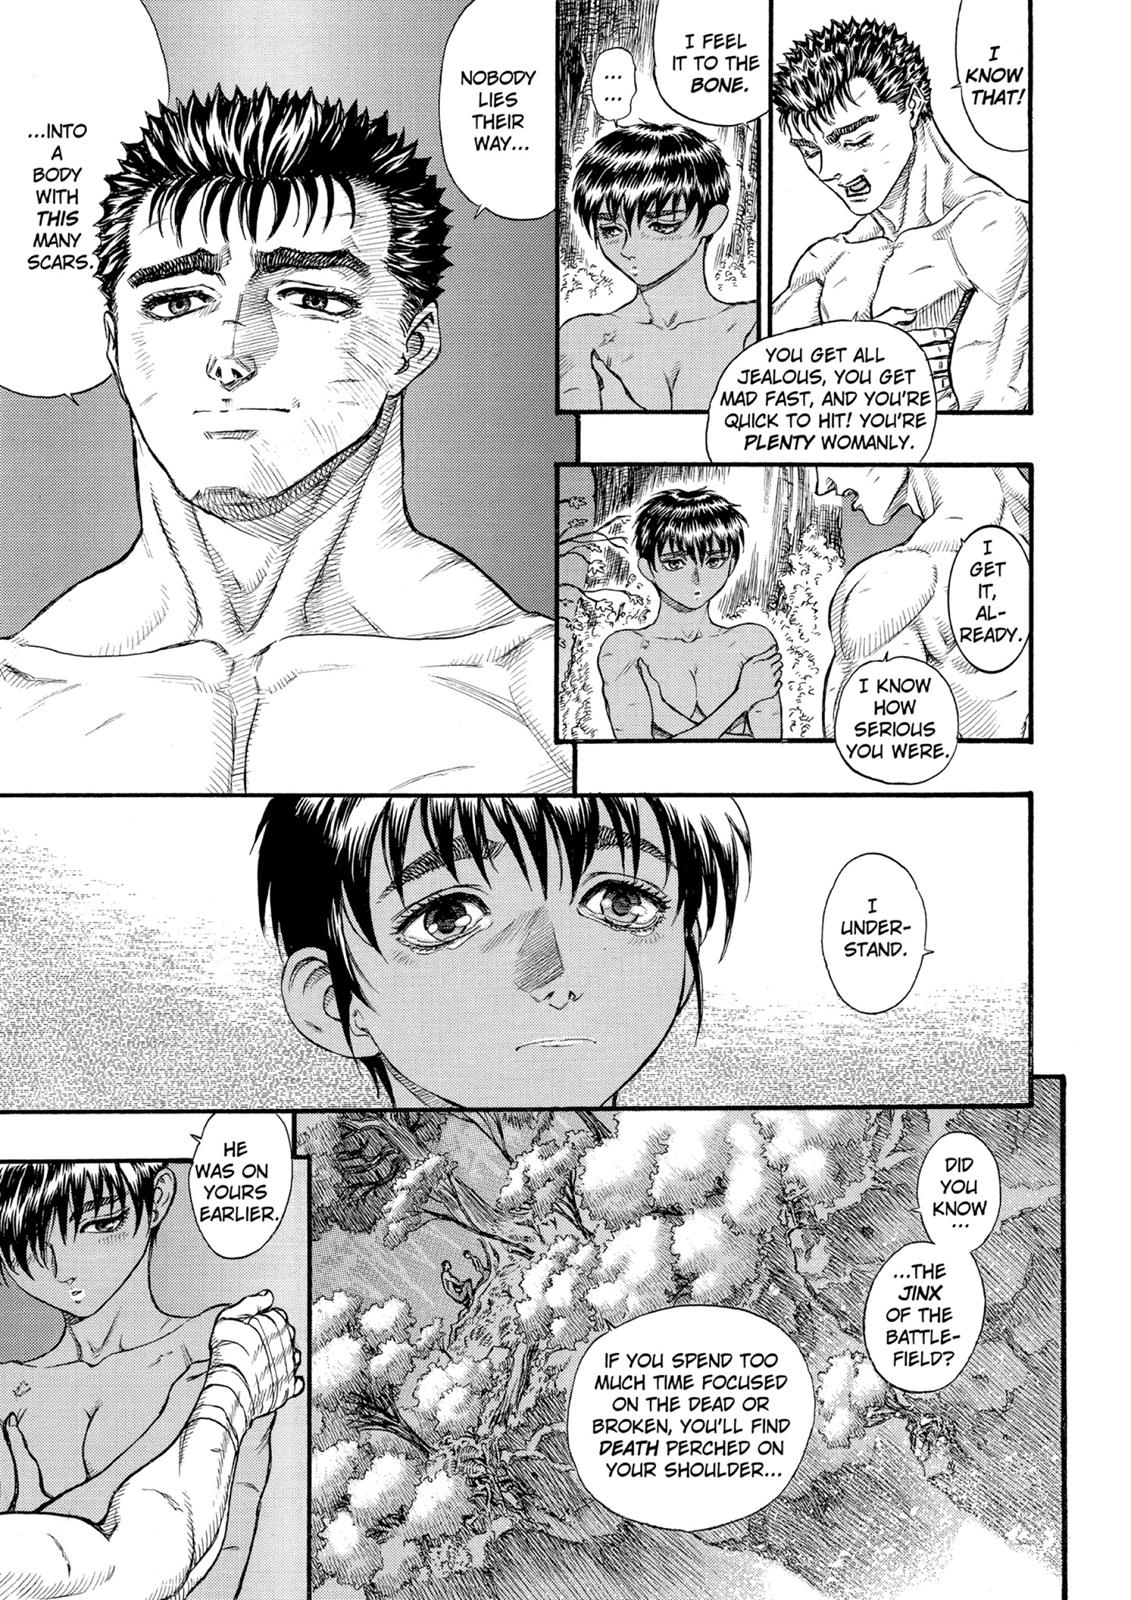 I
KNOW
THAT!
I FEEL
IT TO THE
BONE.
...
...
NOBODY
LIES
THEIR
WAY...
...INTO
A
BODY
WITH
THIS
MANY
SCARS.
YOU GET ALL
JEALOUS, YOU GET
MAD FAST, AND YOU'RE
QUICK TO HIT! YOU'RE
PLENTY WOMANLY.
I
GET
IT,
AL-
READY.
I KNOW
HOW
SERIOUS
YOU WERE.
I
UNDER-
STAND.
DID
YOU
KNOW
...
...THE
JINX
OF THE
BATTLE-
FIELD?
IF YOU SPEND TOO
MUCH TIME FOCUSED
ON THE DEAD OR
BROKEN, YOU'LL FIND
DEATH PERCHED ON
YOUR SHOULDER...
HE
WAS ON
YOURS
EARLIER.